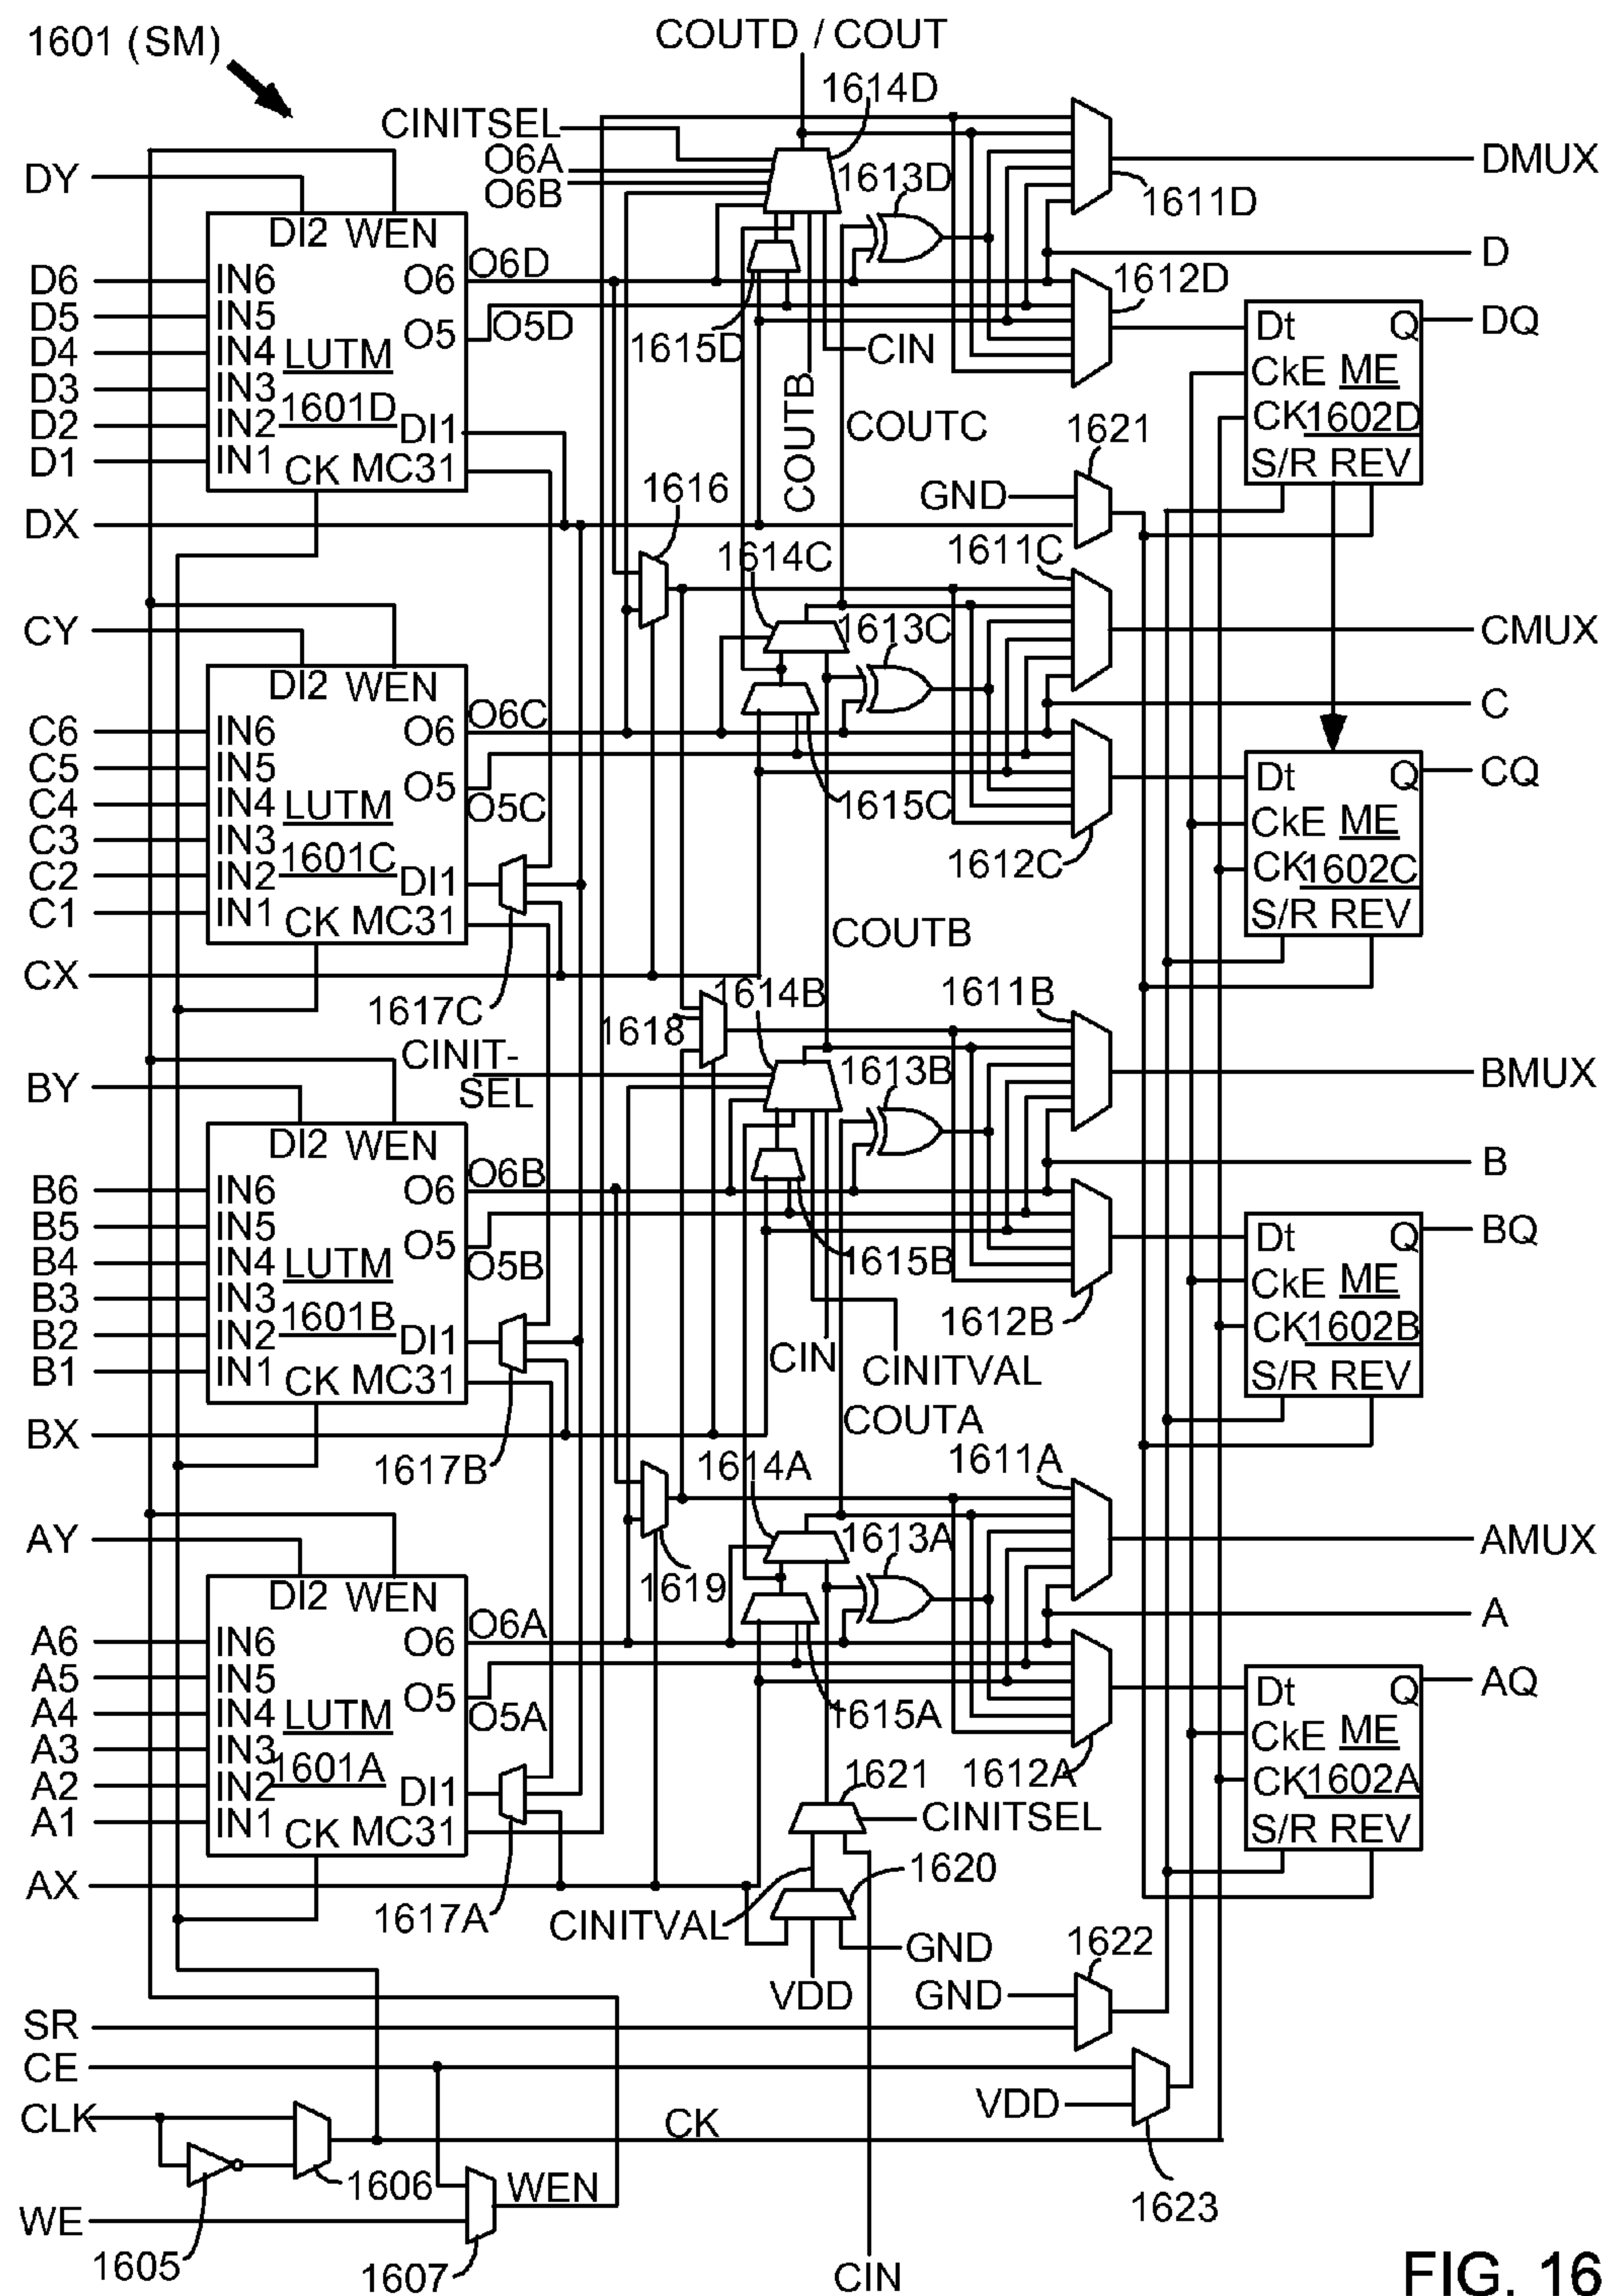 1601 (SM)
COUTD / COUT
1614D
CINITSEL
O6A
O6B
1613D
DMUX
1611D
DY
DI2 WEN
D6
D5
D4
D3
D2
D1
IN6
IN5
IN4
IN3
IN2
IN1
LUTM
1601D
O6
O5
DI1
CK MC31
O6D
O5D
1615D
CIN
COUTB
COUTC
D
1612D
Dt
Q
CkE
ME
CK
1602D
S/R REV
DQ
DX
1621
GND
1616
1614C
1611C
1613C
CMUX
CY
DI2 WEN
C6
C5
C4
C3
C2
C1
IN6
IN5
IN4
IN3
IN2
IN1
LUTM
1601C
O6
O5
DI1
CK MC31
O6C
O5C
1615C
C
1612C
Dt
Q
CkE
ME
CK
1602C
S/R REV
CQ
CX
1617C
COUTB
1618
1614B
1611B
CINIT-
SEL
1613B
BMUX
BY
DI2 WEN
B6
B5
B4
B3
B2
B1
IN6
IN5
IN4
IN3
IN2
IN1
LUTM
1601B
O6
O5
DI1
CK MC31
O6B
O5B
1615B
CIN
CINITVAL
B
1612B
Dt
Q
CkE
ME
CK
1602B
S/R REV
BQ
BX
1617B
COUTA
1614A
1611A
1613A
AMUX
1619
AY
DI2 WEN
A6
A5
A4
A3
A2
A1
IN6
IN5
IN4
IN3
IN2
IN1
LUTM
1601A
O6
O5
DI1
CK MC31
O6A
O5A
1615A
A
1612A
Dt
Q
CkE
ME
CK
1602A
S/R REV
AQ
AX
1617A
1621
CINITSEL
1620
CINITVAL
GND
VDD
1622
GND
SR
CE
VDD
CLK
CK
1606
WEN
1623
WE
1605
1607
CIN
FIG. 16